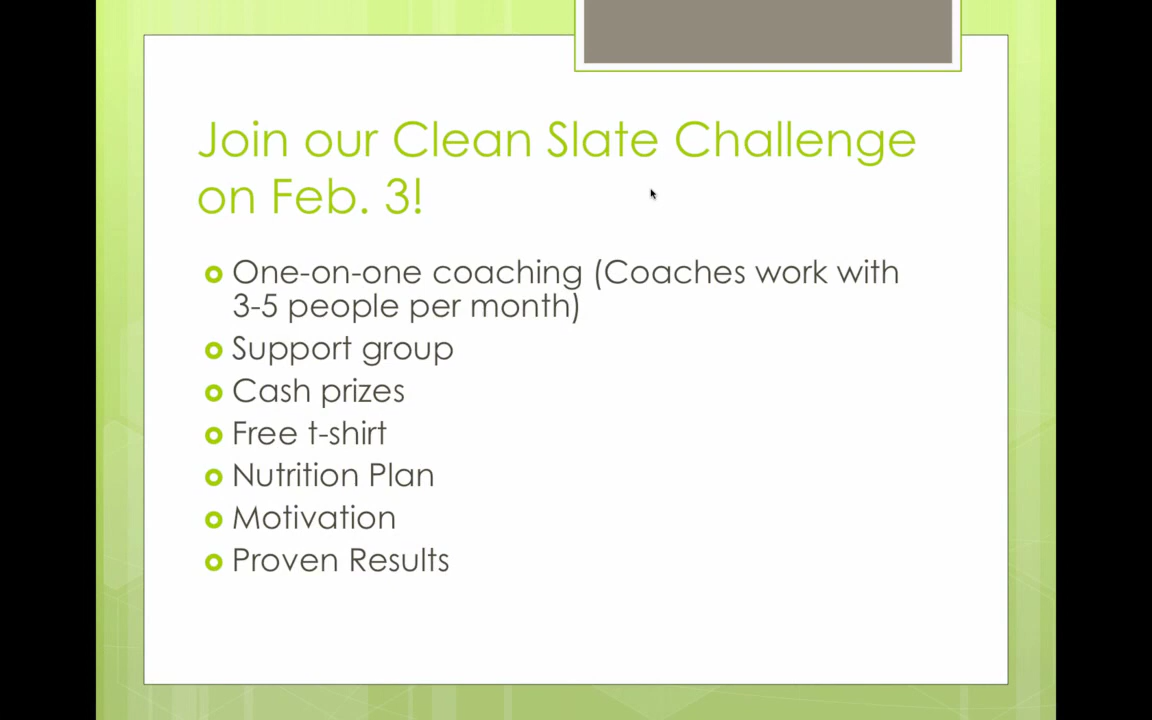 Join our Clean Slate Challenge
on Feb. 3!
One-on-one coaching (Coaches work with
3-5 people per month)
Support group
Cash prizes
Free t-shirt
Nutrition Plan
Motivation
Proven Results